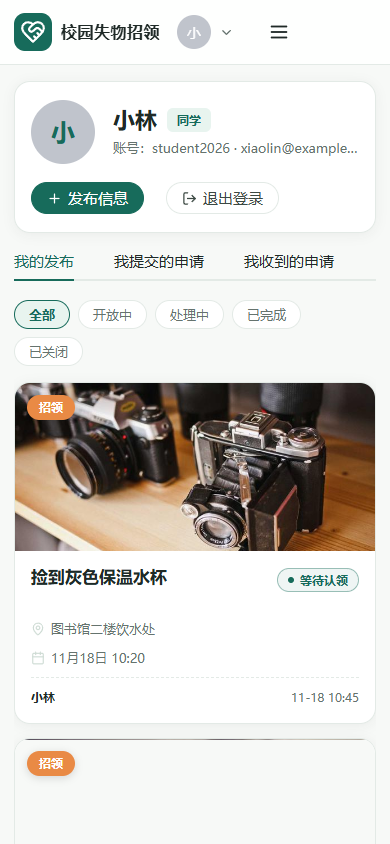 校园失物招领
小
小
小林
同学
账号：student2026 · xiaolin@example...
发布信息
退出登录
我的发布
我提交的申请
我收到的申请
全部
开放中
处理中
已完成
已关闭
招领
捡到灰色保温水杯
等待认领
图书馆二楼饮水处
11月18日 10:20
小林
11-18 10:45
招领